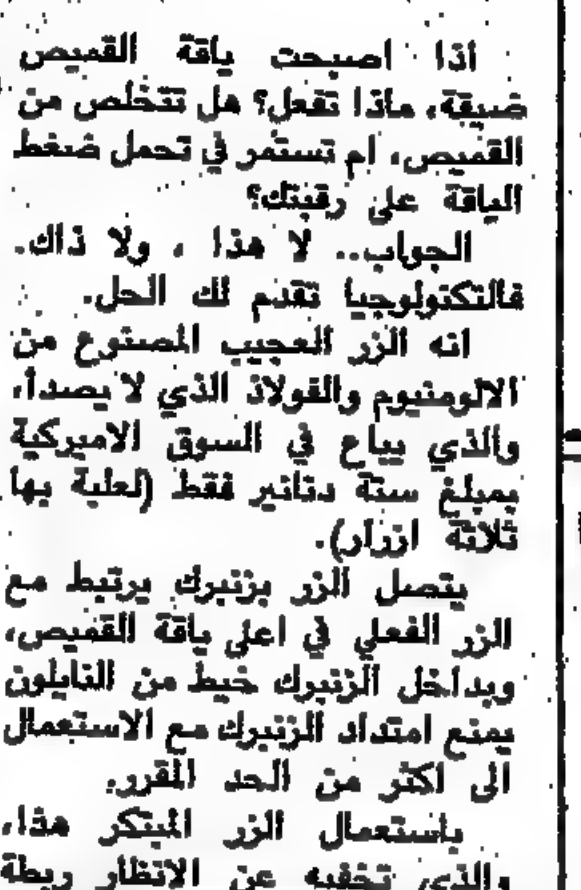 اذا اصبحت ياقة القميص
ضيقة، ماذا تفعل؟ هل تتخلص من
القميص، ام تستمر في تحمل ضغط
الياقة على رقبتك؟
الجواب.. لا هذا ، ولا ذاك.
فالتكنولوجيا تقدم لك الحل.
انه الزر العجيب المصنوع من
الالومنيوم والفولاذ الذي لا يصدأ،
والذي يباع في السوق الاميركية
بمبلغ ستة دنانير فقط (لعلبة بها
ثلاثة ازرار).
يتصل الزر بزنبرك يرتبط مع
الزر الفعلي في اعلى ياقة القميص،
وبداخل الزنبرك خيط من النايلون
يمنع امتداد الزنبرك مع الاستعمال
الى اكثر من الحد المقرر.
باستعمال الزر المبتكر هذا،
والذي تخفيه عن الانظار ربطة